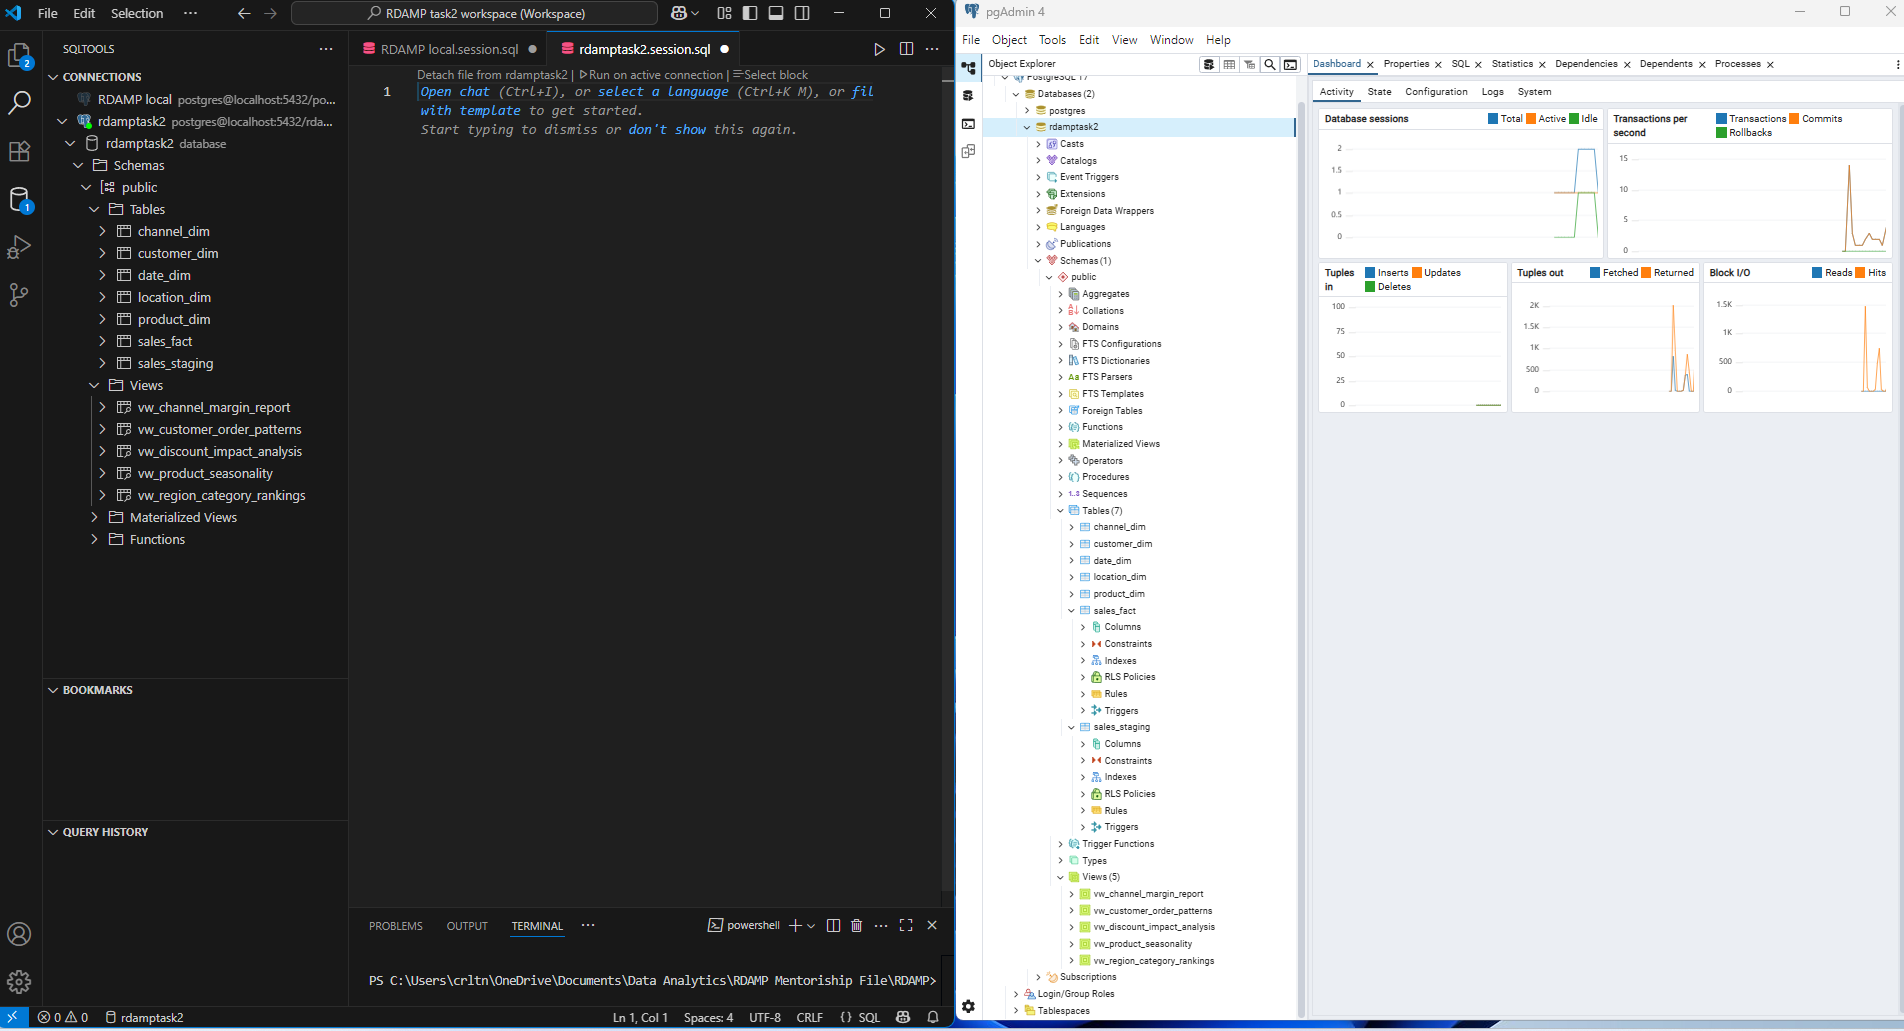 File Edit Selection ··· RDAMP task2 workspace (Workspace)
SQLTOOLS
CONNECTIONS
RDAMP local postgres@localhost:5432/po...
rdamptask2 postgres@localhost:5432/rda...
rdamptask2 database
Schemas
public
Tables
channel_dim
customer_dim
date_dim
location_dim
product_dim
sales_fact
sales_staging
Views
vw_channel_margin_report
vw_customer_order_patterns
vw_discount_impact_analysis
vw_product_seasonality
vw_region_category_rankings
Materialized Views
Functions
BOOKMARKS
QUERY HISTORY
2
1
RDAMP local.session.sql
rdamptask2.session.sql
Detach file from rdamptask2 | Run on active connection | Select block
1 Open chat (Ctrl+I), or select a language (Ctrl+K M), or fil
with template to get started.
Start typing to dismiss or don't show this again.
PROBLEMS OUTPUT TERMINAL ··· powershell
PS C:\Users\crltn\OneDrive\Documents\Data Analytics\RDAMP Mentoriship File\RDAMP>
0 0 rdamptask2 Ln 1, Col 1 Spaces: 4 UTF-8 CRLF {} SQL
pgAdmin 4
File Object Tools Edit View Window Help
Object Explorer
PostgreSQL 17
Databases (2)
postgres
rdamptask2
Casts
Catalogs
Event Triggers
Extensions
Foreign Data Wrappers
Languages
Publications
Schemas (1)
public
Aggregates
Collations
Domains
FTS Configurations
FTS Dictionaries
FTS Parsers
FTS Templates
Foreign Tables
Functions
Materialized Views
Operators
Procedures
1..3 Sequences
Tables (7)
channel_dim
customer_dim
date_dim
location_dim
product_dim
sales_fact
Columns
Constraints
Indexes
RLS Policies
Rules
Triggers
sales_staging
Columns
Constraints
Indexes
RLS Policies
Rules
Triggers
Trigger Functions
Types
Views (5)
vw_channel_margin_report
vw_customer_order_patterns
vw_discount_impact_analysis
vw_product_seasonality
vw_region_category_rankings
Subscriptions
Login/Group Roles
Tablespaces
Dashboard Properties SQL Statistics Dependencies Dependents Processes
Activity State Configuration Logs System
Database sessions Total Active Idle
2
1.5
1
0.5
0
Transactions per second Transactions Commits
Rollbacks
15
10
5
0
Tuples in Inserts Updates
Deletes
100
75
50
25
0
Tuples out Fetched Returned
2K
1.5K
1K
500
0
Block I/O Reads Hits
1.5K
1K
500
0